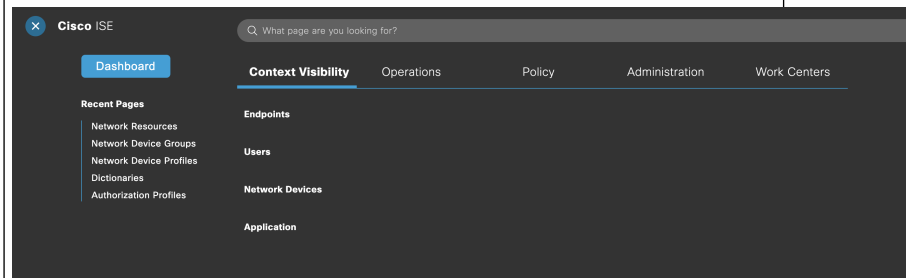 Cisco ISE
What page are you looking for?
Dashboard
Context Visibility Operations Policy Administration Work Centers
Recent Pages
Network Resources
Network Device Groups
Network Device Profiles
Dictionaries
Authorization Profiles
Endpoints
Users
Network Devices
Application